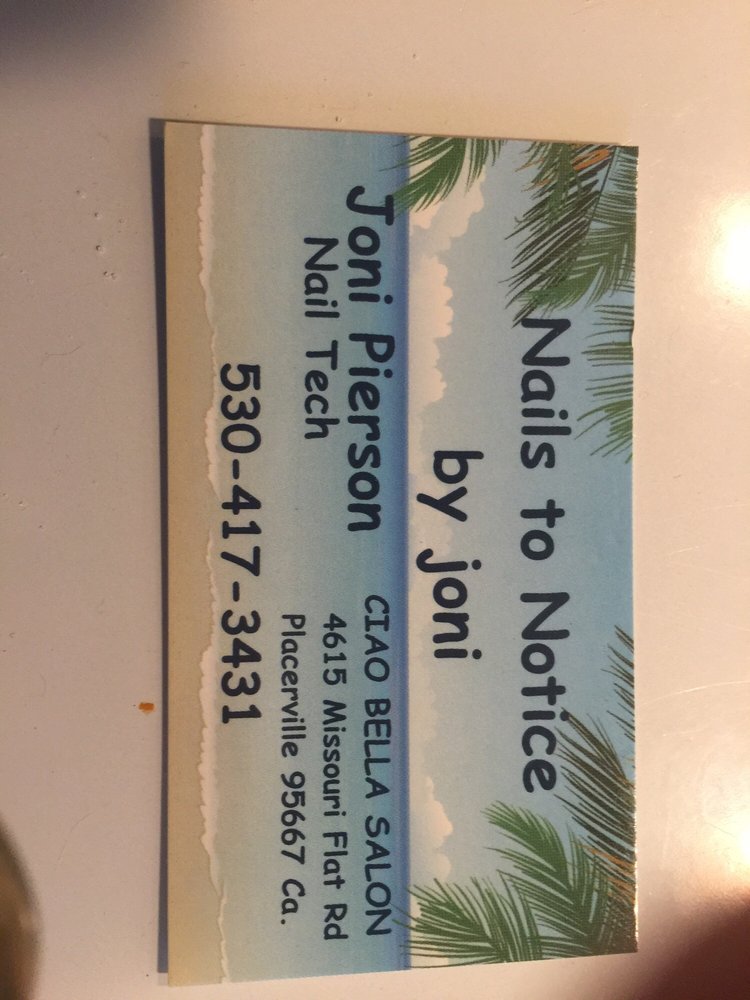 Nails to Notice
by joni
Joni Pierson
Nail Tech
CIAO BELLA SALON
4615 Missouri Flat Rd
Placerville 95667 Ca.
530-417-3431